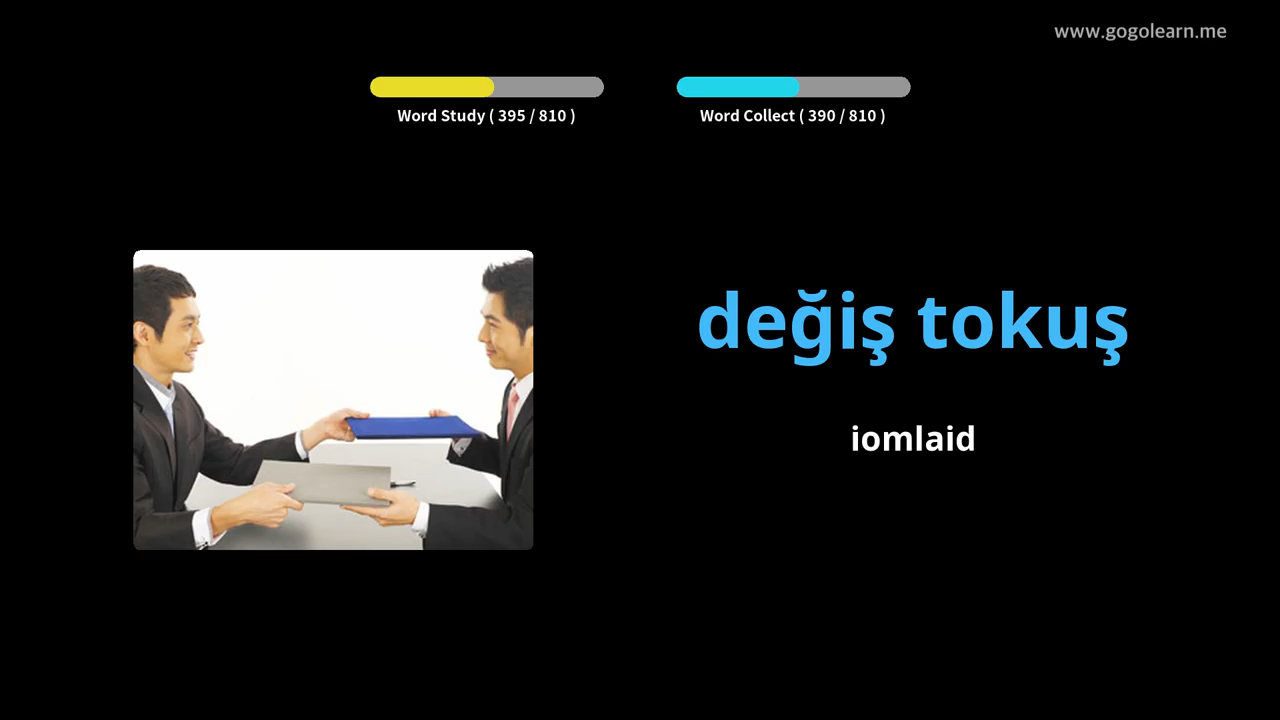 www.gogolearn.me
Word Study ( 395 / 810 )
Word Collect ( 390 / 810 )
değiş tokuş
iomlaid